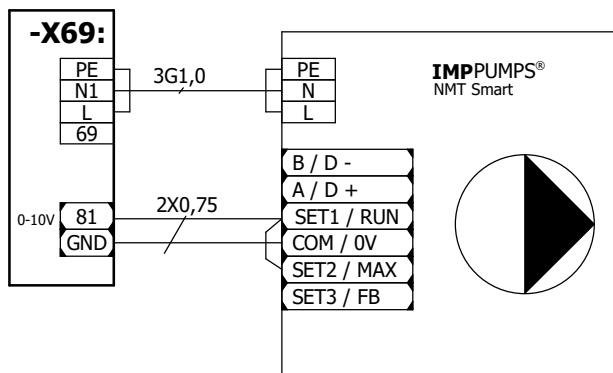 -X69:
PE
N1
L
69
0-10V
81
GND
3G1,0
2X0,75
PE
N
L
IMPPUMPS®
NMT Smart
B / D -
A / D +
SET1 / RUN
COM / 0V
SET2 / MAX
SET3 / FB